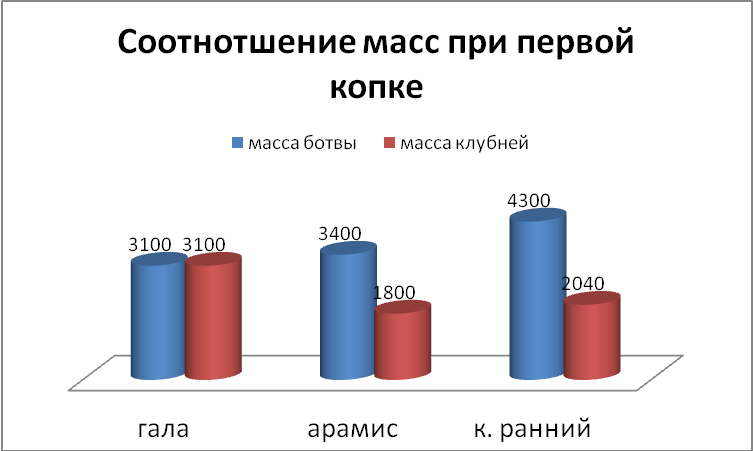 Соотнотшение масс при первой
копке
масса ботвы масса клубней
3100 3100 3400 1800 4300 2040
гала арамис к. ранний